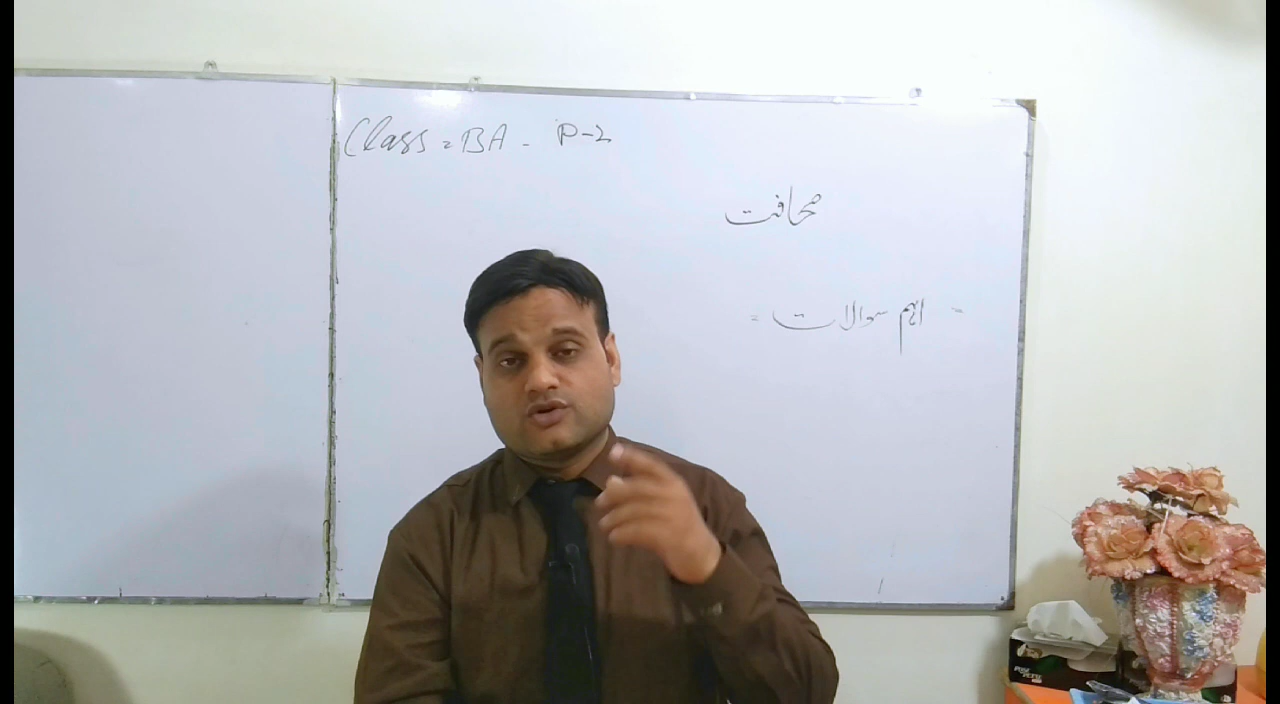 Class = BA - P-2
صحافت
= اہم سوالات =